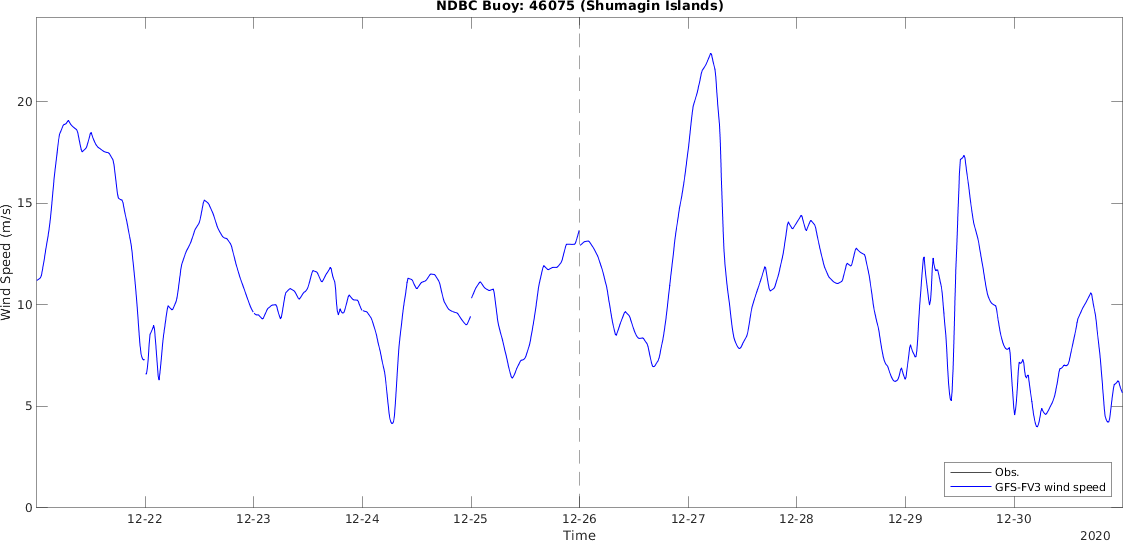 NDBC Buoy: 46075 (Shumagin Islands)
Wind Speed (m/s)
20
15
10
5
0
12-22 12-23 12-24 12-25 12-26 12-27 12-28 12-29 12-30
Time
2020
Obs.
GFS-FV3 wind speed